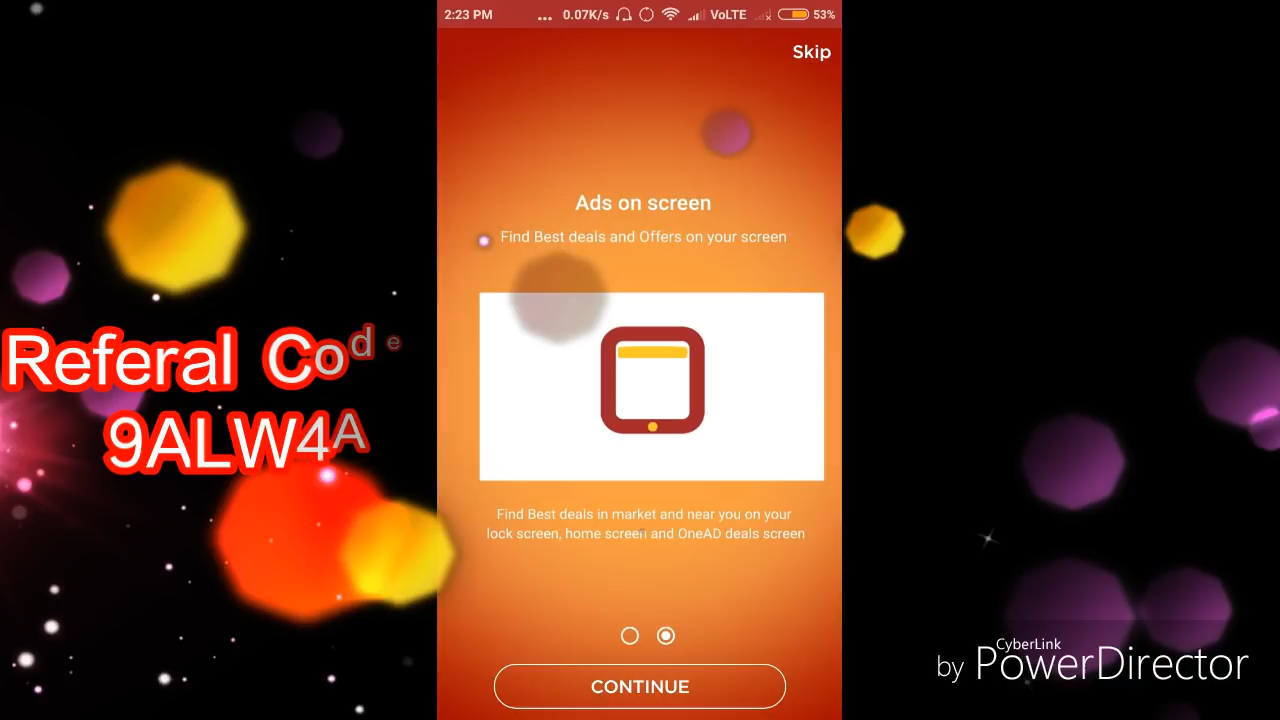 2:23 PM ... 0.07K/s VoLTE 53%
Skip
Ads on screen
Find Best deals and Offers on your screen
Referal Code
9ALW4A
Find Best deals in market and near you on your
lock screen, home screen and OneAD deals screen
CONTINUE
CyberLink
by PowerDirector